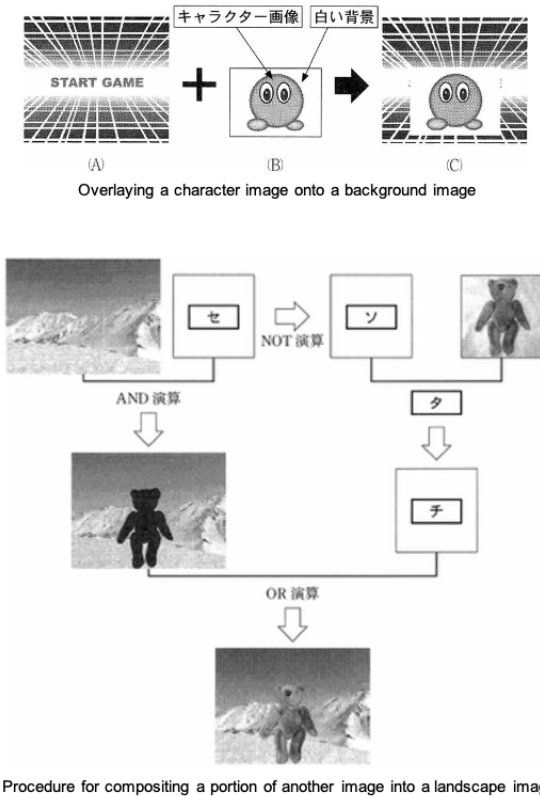 キャラクター画像
白い背景
START GAME
(A)
(B)
(C)
Overlaying a character image onto a background image
セ
NOT 演算
ソ
AND 演算
タ
チ
OR 演算
Procedure for compositing a portion of another image into a landscape imag